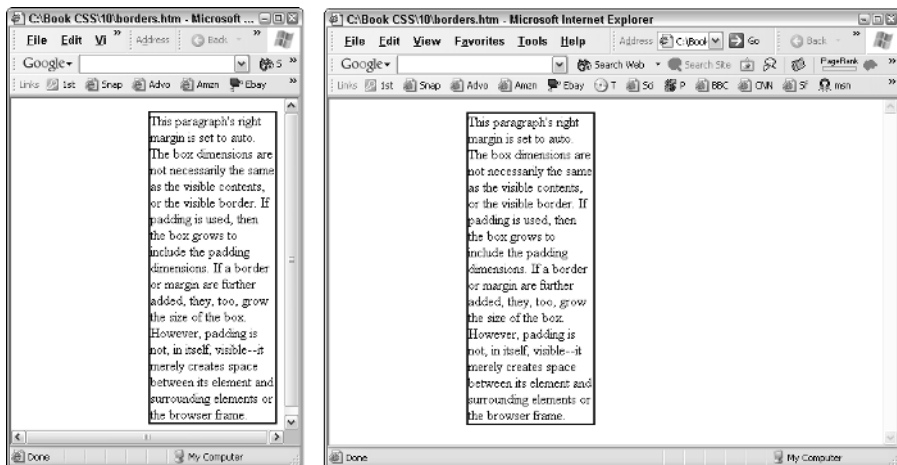 C:\Book CSS\10\borders.htm - Microsoft ...
File Edit Vi » Address Back »
Google S »
Links 1st Snap Advo Amzn Ebay »
This paragraph's right
margin is set to auto.
The box dimensions are
not necessarily the same
as the visible contents,
or the visible border. If
padding is used, then
the box grows to
include the padding
dimensions. If a border
or margin are further
added, they, too, grow
the size of the box.
However, padding is
not, in itself, visible--it
merely creates space
between its element and
surrounding elements or
the browser frame.
Done My Computer
C:\Book CSS\10\borders.htm - Microsoft Internet Explorer
File Edit View Favorites Tools Help Address C:\Book Go Back »
Google Search Web Search Site PageRank »
Links 1st Snap Advo Amzn Ebay T Sd P BBC CNN SF msn »
This paragraph's right
margin is set to auto.
The box dimensions are
not necessarily the same
as the visible contents,
or the visible border. If
padding is used, then
the box grows to
include the padding
dimensions. If a border
or margin are further
added, they, too, grow
the size of the box.
However, padding is
not, in itself, visible--it
merely creates space
between its element and
surrounding elements or
the browser frame.
Done My Computer